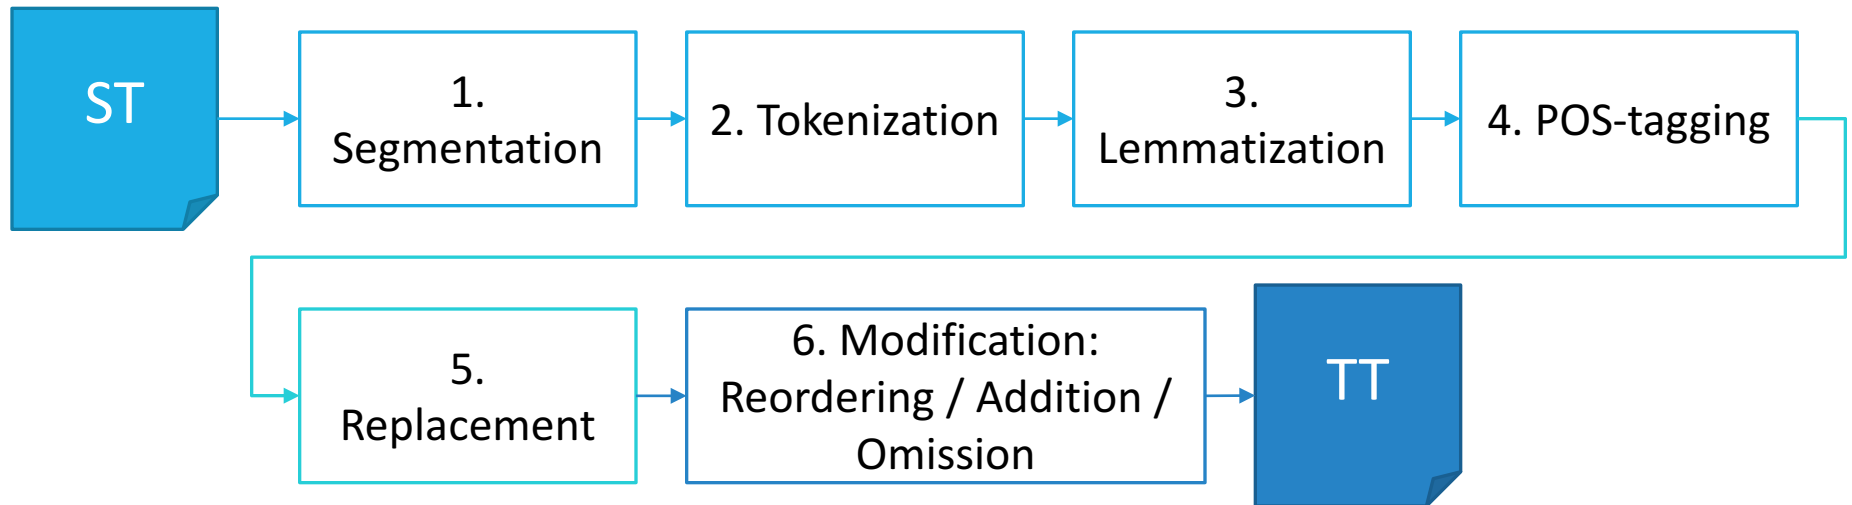 ST
1.
Segmentation
2. Tokenization
3.
Lemmatization
4. POS-tagging
5.
Replacement
6. Modification:
Reordering / Addition /
Omission
TT